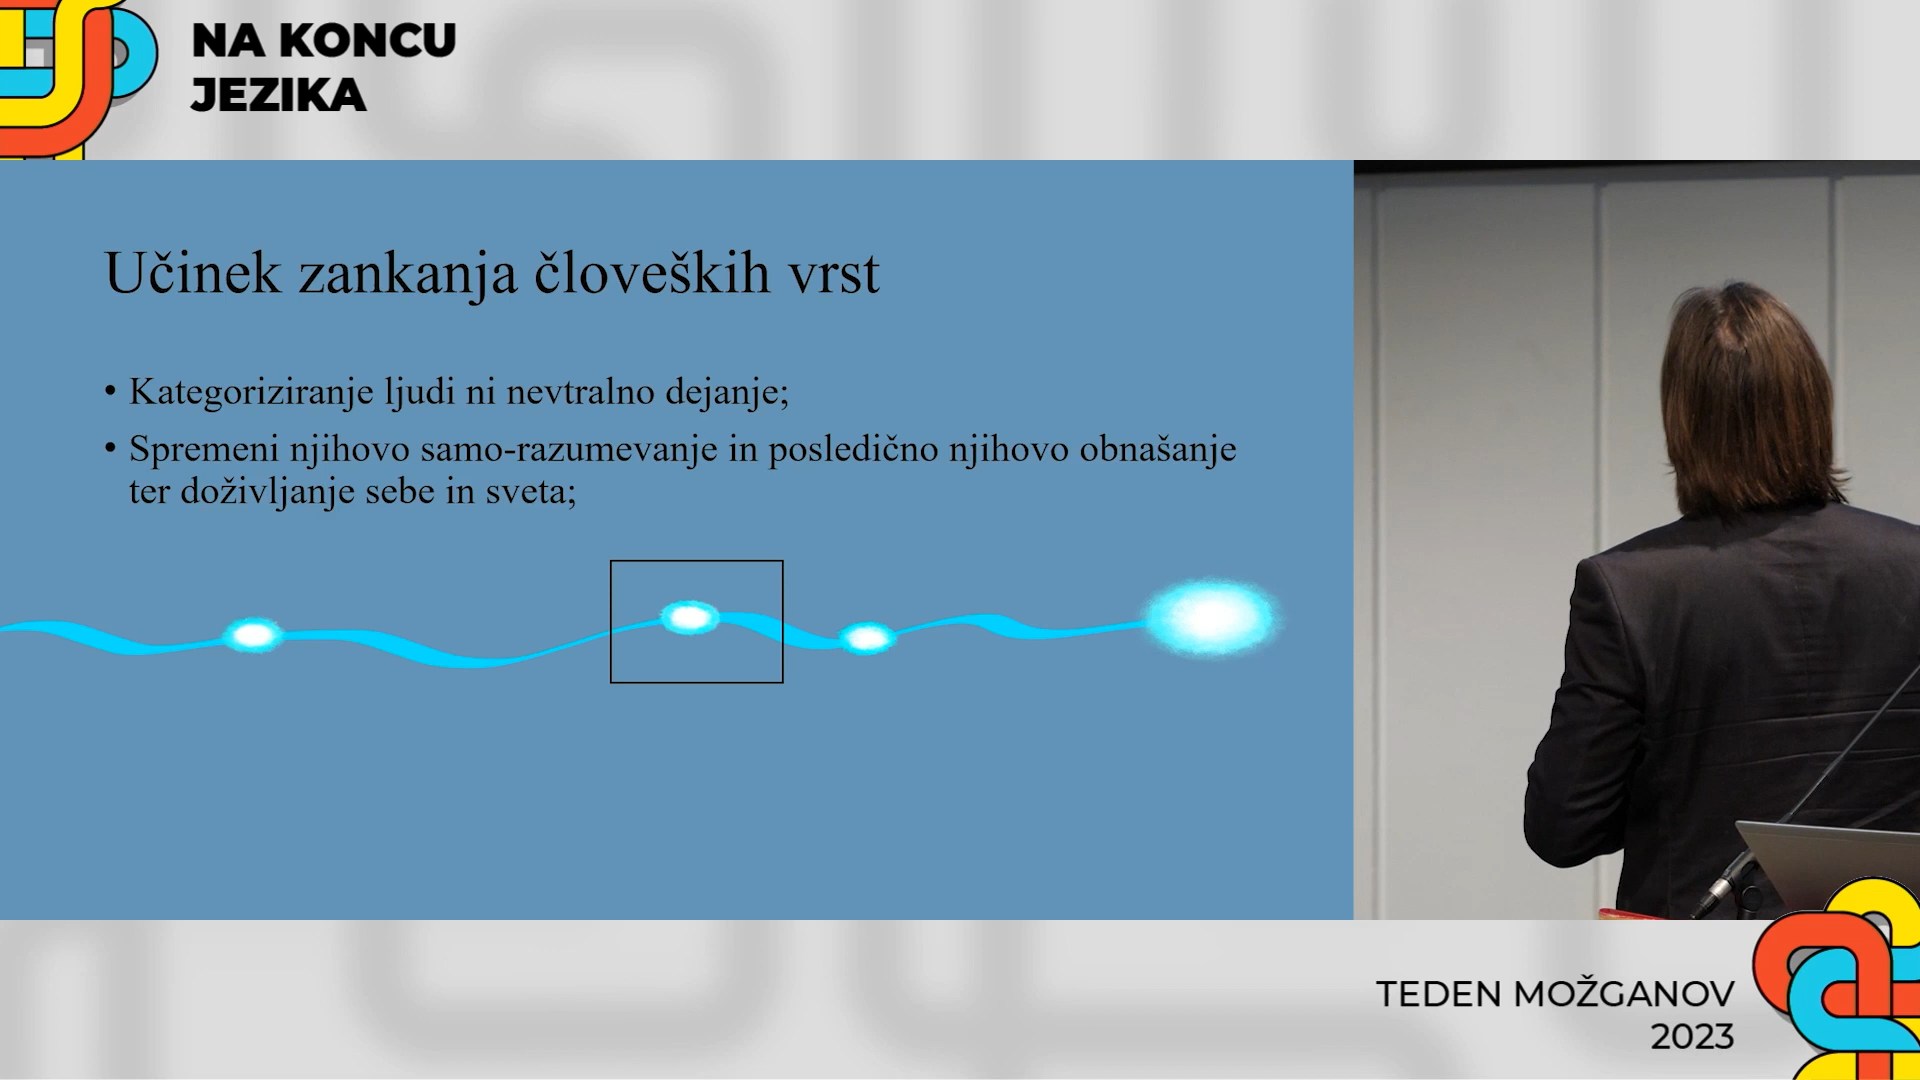 NA KONCU
JEZIKA
Učinek zankanja človeških vrst
• Kategoriziranje ljudi ni nevtralno dejanje;
• Spremeni njihovo samo-razumevanje in posledično njihovo obnašanje
ter doživljanje sebe in sveta;
TEDEN MOŽGANOV
2023